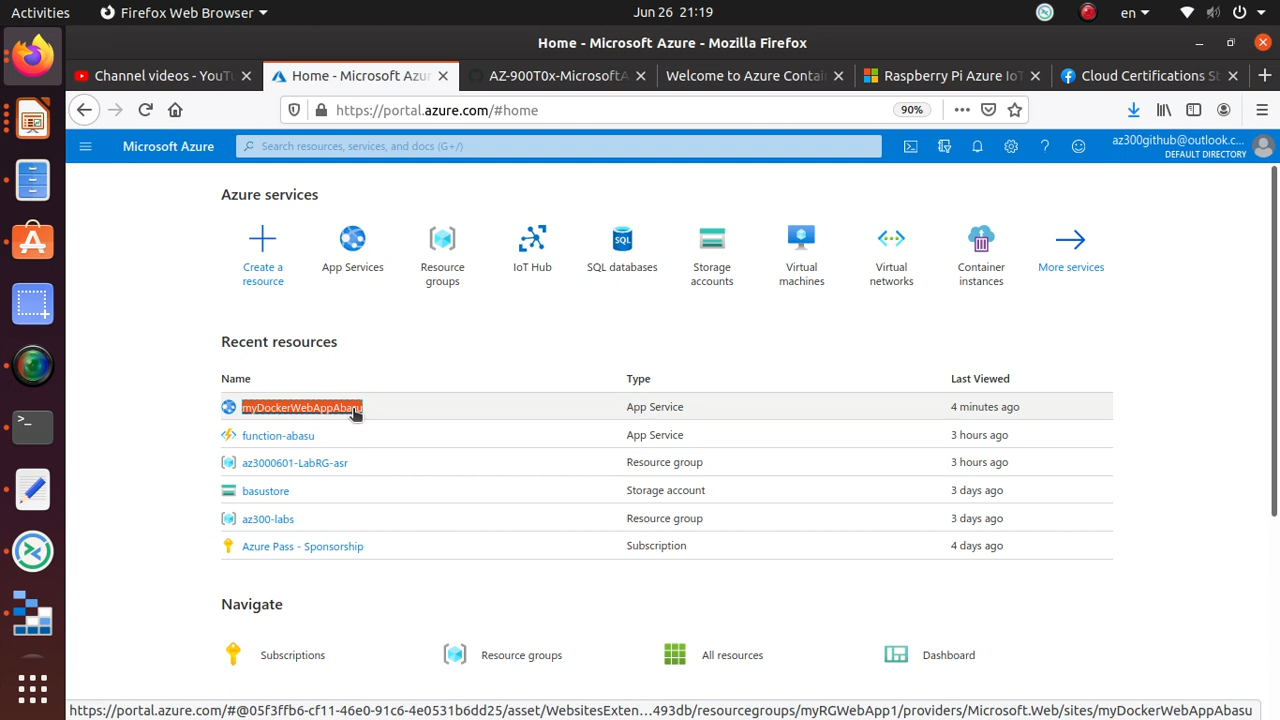 Activities Firefox Web Browser Jun 26 21:19 en
Home - Microsoft Azure - Mozilla Firefox
Channel videos - YouTu Home - Microsoft Azur AZ-900T0x-MicrosoftA Welcome to Azure Contai Raspberry Pi Azure IoT Cloud Certifications St
https://portal.azure.com/#home 90%
Microsoft Azure Search resources, services, and docs (G+/) az300github@outlook.c...
DEFAULT DIRECTORY
Azure services
Create a resource
App Services
Resource groups
IoT Hub
SQL databases
Storage accounts
Virtual machines
Virtual networks
Container instances
More services
Recent resources
Name Type Last Viewed
myDockerWebAppAbasu App Service 4 minutes ago
function-abasu App Service 3 hours ago
az3000601-LabRG-asr Resource group 3 hours ago
basustore Storage account 3 days ago
az300-labs Resource group 3 days ago
Azure Pass - Sponsorship Subscription 4 days ago
Navigate
Subscriptions Resource groups All resources Dashboard
https://portal.azure.com/#@05f3ffb6-cf11-46e0-91c6-4e0531b6dd25/asset/WebsitesExten...493db/resourcegroups/myRGWebApp1/providers/Microsoft.Web/sites/myDockerWebAppAbasu